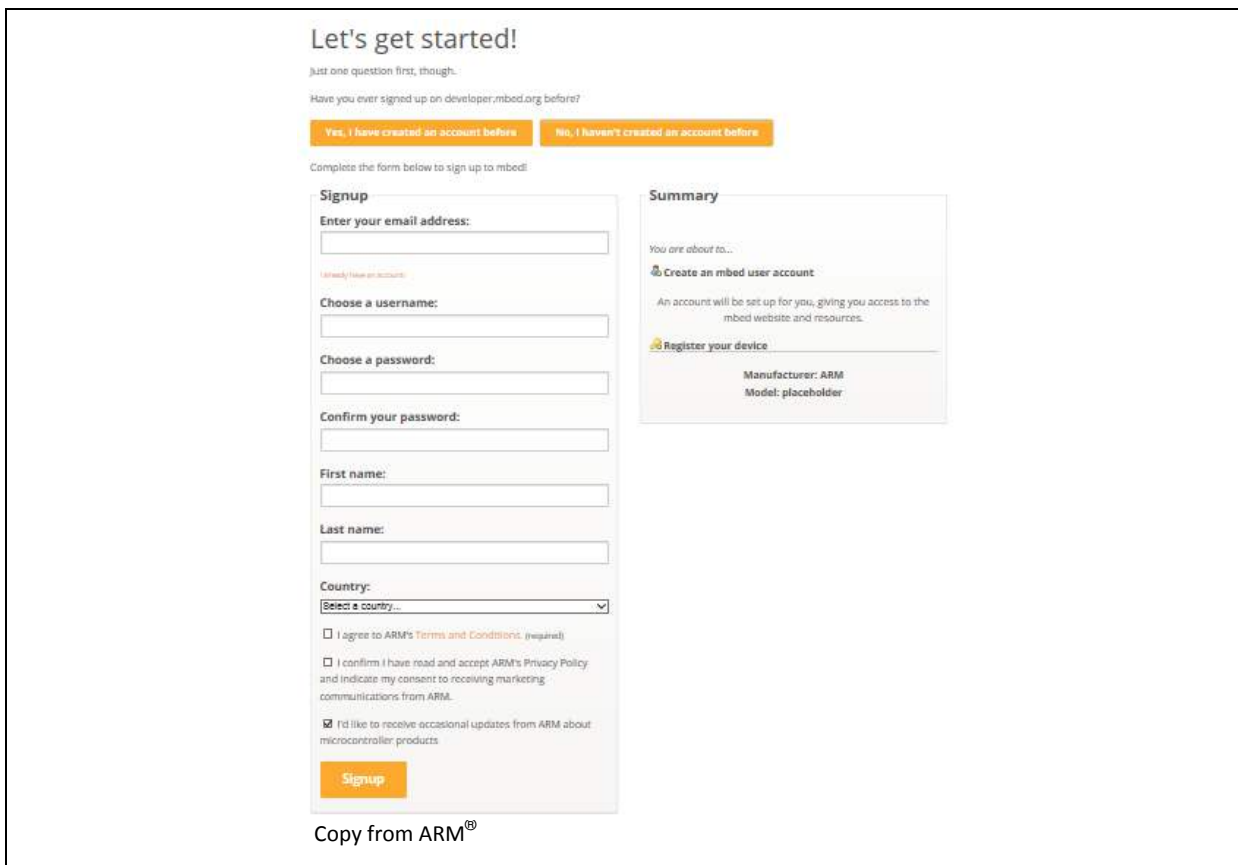 Let's get started!
Just one question first, though.
Have you ever signed up on developer.mbed.org before?
Yes, I have created an account before
No, I haven't created an account before
Complete the form below to sign up to mbed!
Signup
Enter your email address:
I already have an account!
Choose a username:
Choose a password:
Confirm your password:
First name:
Last name:
Country:
Select a country...
I agree to ARM's Terms and Conditions. (required)
I confirm I have read and accept ARM's Privacy Policy
and indicate my consent to receiving marketing
communications from ARM.
I'd like to receive occasional updates from ARM about
microcontroller products
Signup
Summary
You are about to...
Create an mbed user account
An account will be set up for you, giving you access to the
mbed website and resources.
Register your device
Manufacturer: ARM
Model: placeholder
Copy from ARM®